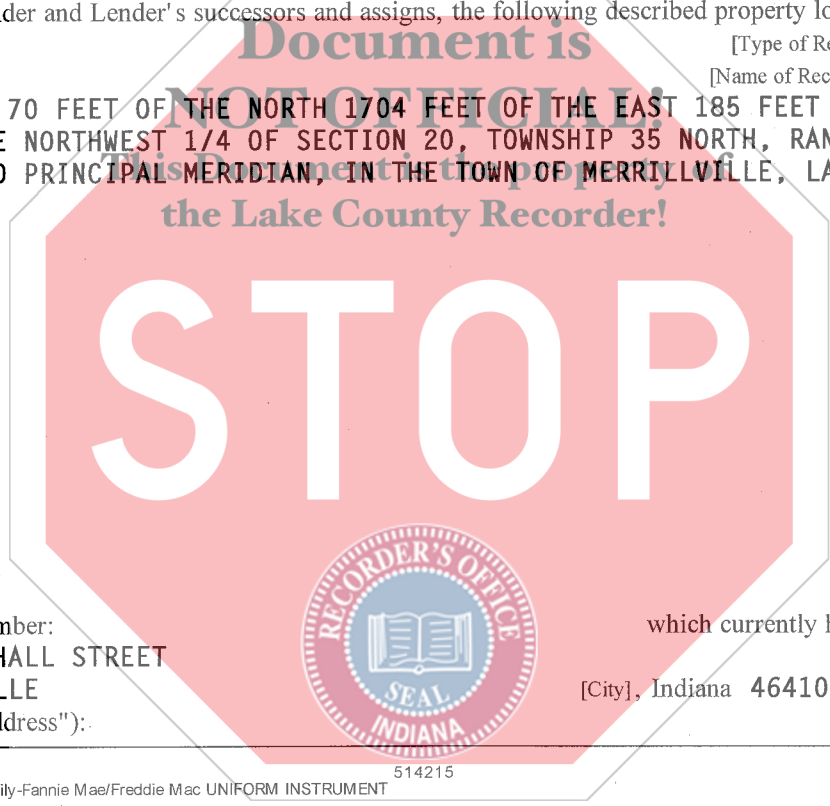 der and Lender's successors and assigns, the following described property lo
Document is
[Type of Re
[Name of Rec
NOT OFFICIAL!
70 FEET OF THE NORTH 1704 FEET OF THE EAST 185 FEET
E NORTHWEST 1/4 OF SECTION 20, TOWNSHIP 35 NORTH, RAN
This Document is the property of
PRINCIPAL MERIDIAN, IN THE TOWN OF MERRILLVILLE, LA
the Lake County Recorder!
STOP
RECORDER'S OFFICE
SEAL
INDIANA
mber:
which currently h
HALL STREET
LLE
[City], Indiana 46410
ddress"):
514215
ily-Fannie Mae/Freddie Mac UNIFORM INSTRUMENT